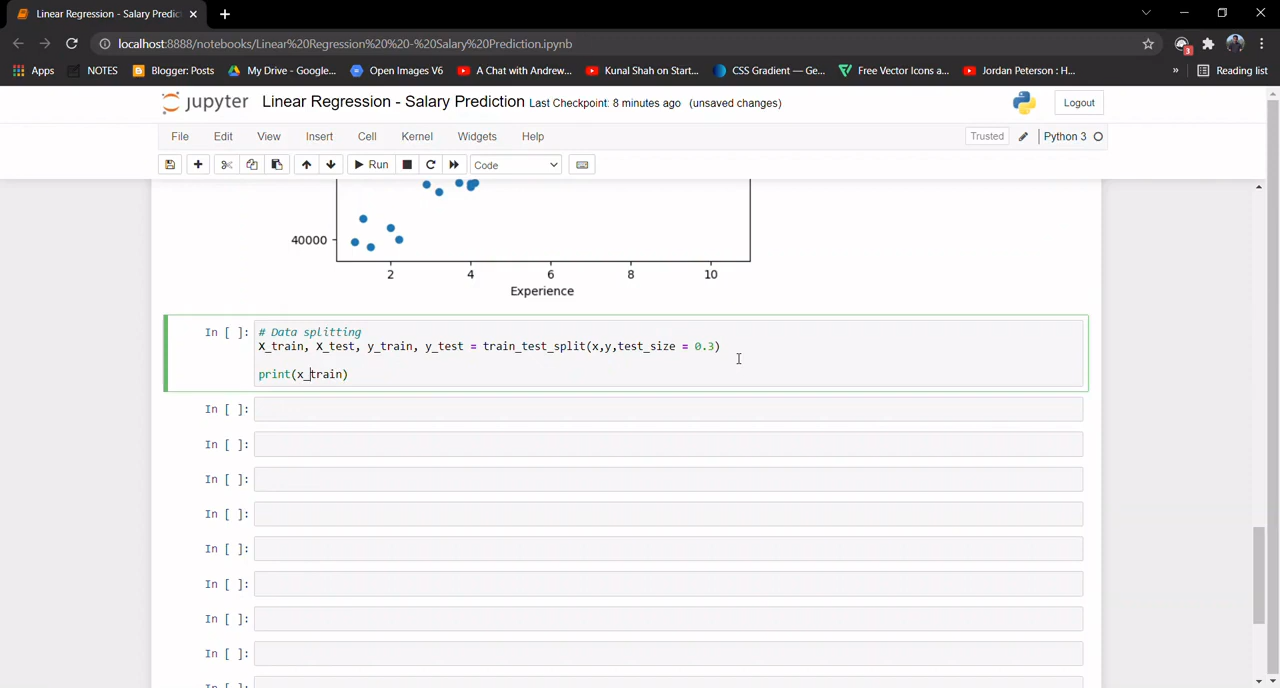 Linear Regression - Salary Predic
localhost:8888/notebooks/Linear%20Regression%20%20-%20Salary%20Prediction.ipynb
3
Apps NOTES Blogger: Posts My Drive - Google... Open Images V6 A Chat with Andrew... Kunal Shah on Start... CSS Gradient — Ge... Free Vector Icons a... Jordan Peterson : H... » Reading list
jupyter Linear Regression - Salary Prediction Last Checkpoint: 8 minutes ago (unsaved changes) Logout
File Edit View Insert Cell Kernel Widgets Help Trusted Python 3
Run Code
40000
2 4 6 8 10
Experience
In [ ]: # Data splitting
X_train, X_test, y_train, y_test = train_test_split(x,y,test_size = 0.3)
print(x_train)
In [ ]:
In [ ]:
In [ ]:
In [ ]:
In [ ]:
In [ ]:
In [ ]:
In [ ]:
In [ ]: